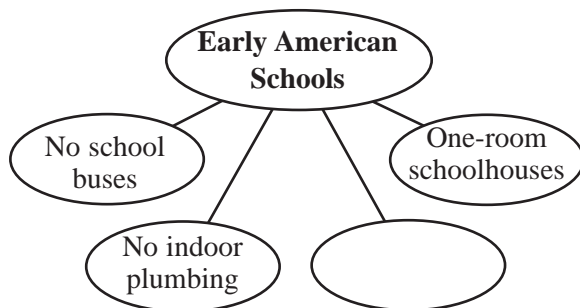 Early American
Schools
No school
buses
One-room
schoolhouses
No indoor
plumbing